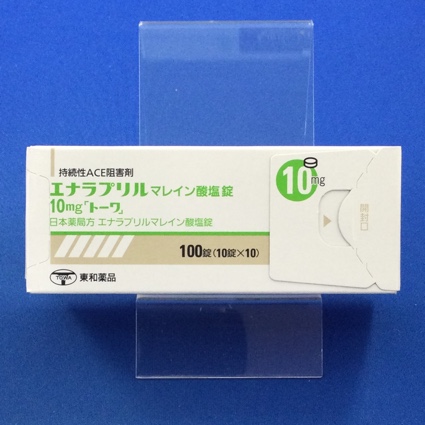 持続性ACE阻害剤
エナラプリルマレイン酸塩錠
10mg「トーワ」
日本薬局方 エナラプリルマレイン酸塩錠
100錠(10錠×10)
TOWA 東和薬品
10mg
開封口